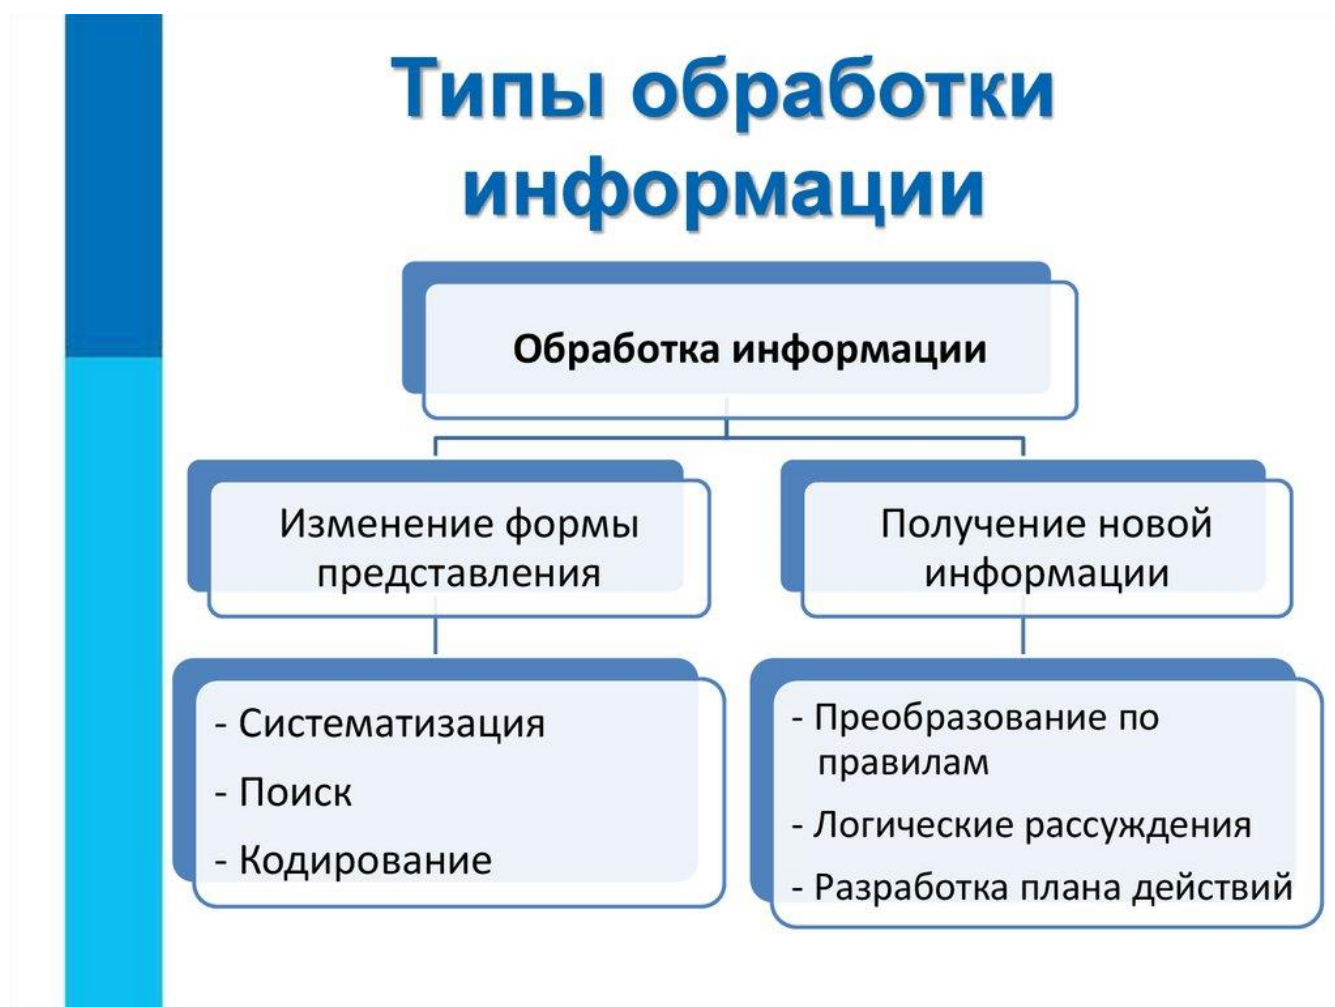 Типы обработки
информации
Обработка информации
Изменение формы
представления
Получение новой
информации
- Систематизация
- Поиск
- Кодирование
- Преобразование по
правилам
- Логические рассуждения
- Разработка плана действий